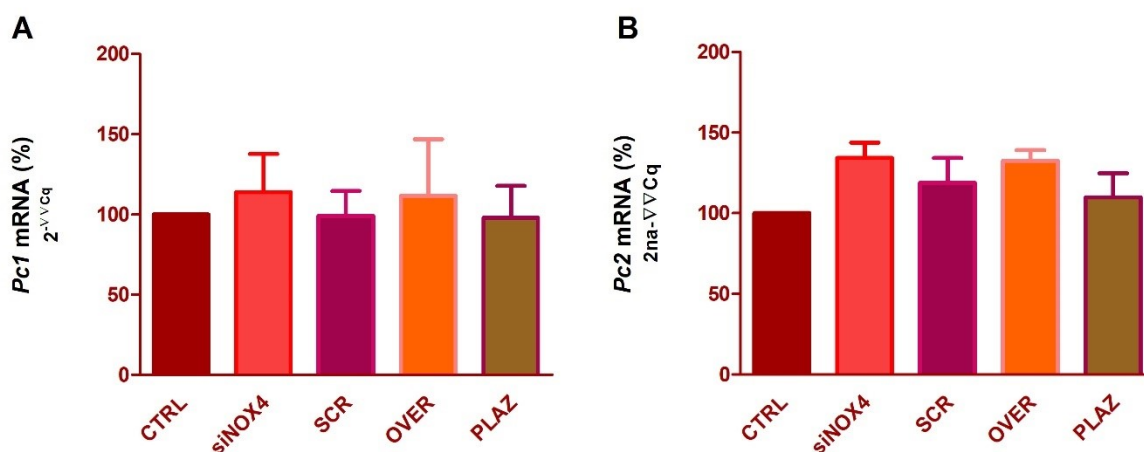 A
Pc1 mRNA (%)
2-∇∇Cq
200
150
100
50
0
CTRL
siNOX4
SCR
OVER
PLAZ
B
Pc2 mRNA (%)
2na-∇∇Cq
200
150
100
50
0
CTRL
siNOX4
SCR
OVER
PLAZ